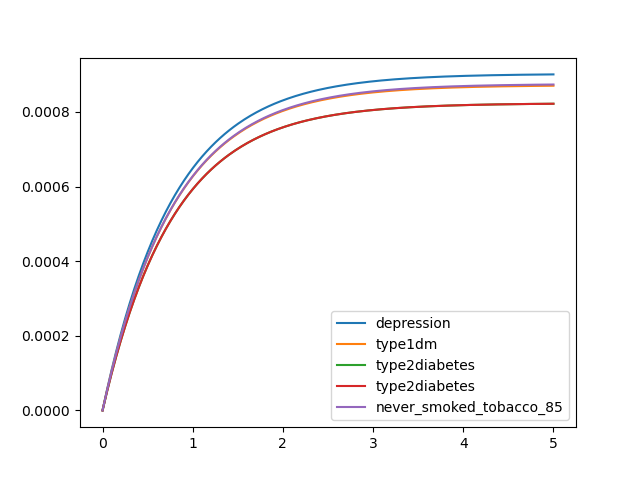 0.0008
0.0006
0.0004
0.0002
0.0000
0 1 2 3 4 5
depression
type1dm
type2diabetes
type2diabetes
never_smoked_tobacco_85